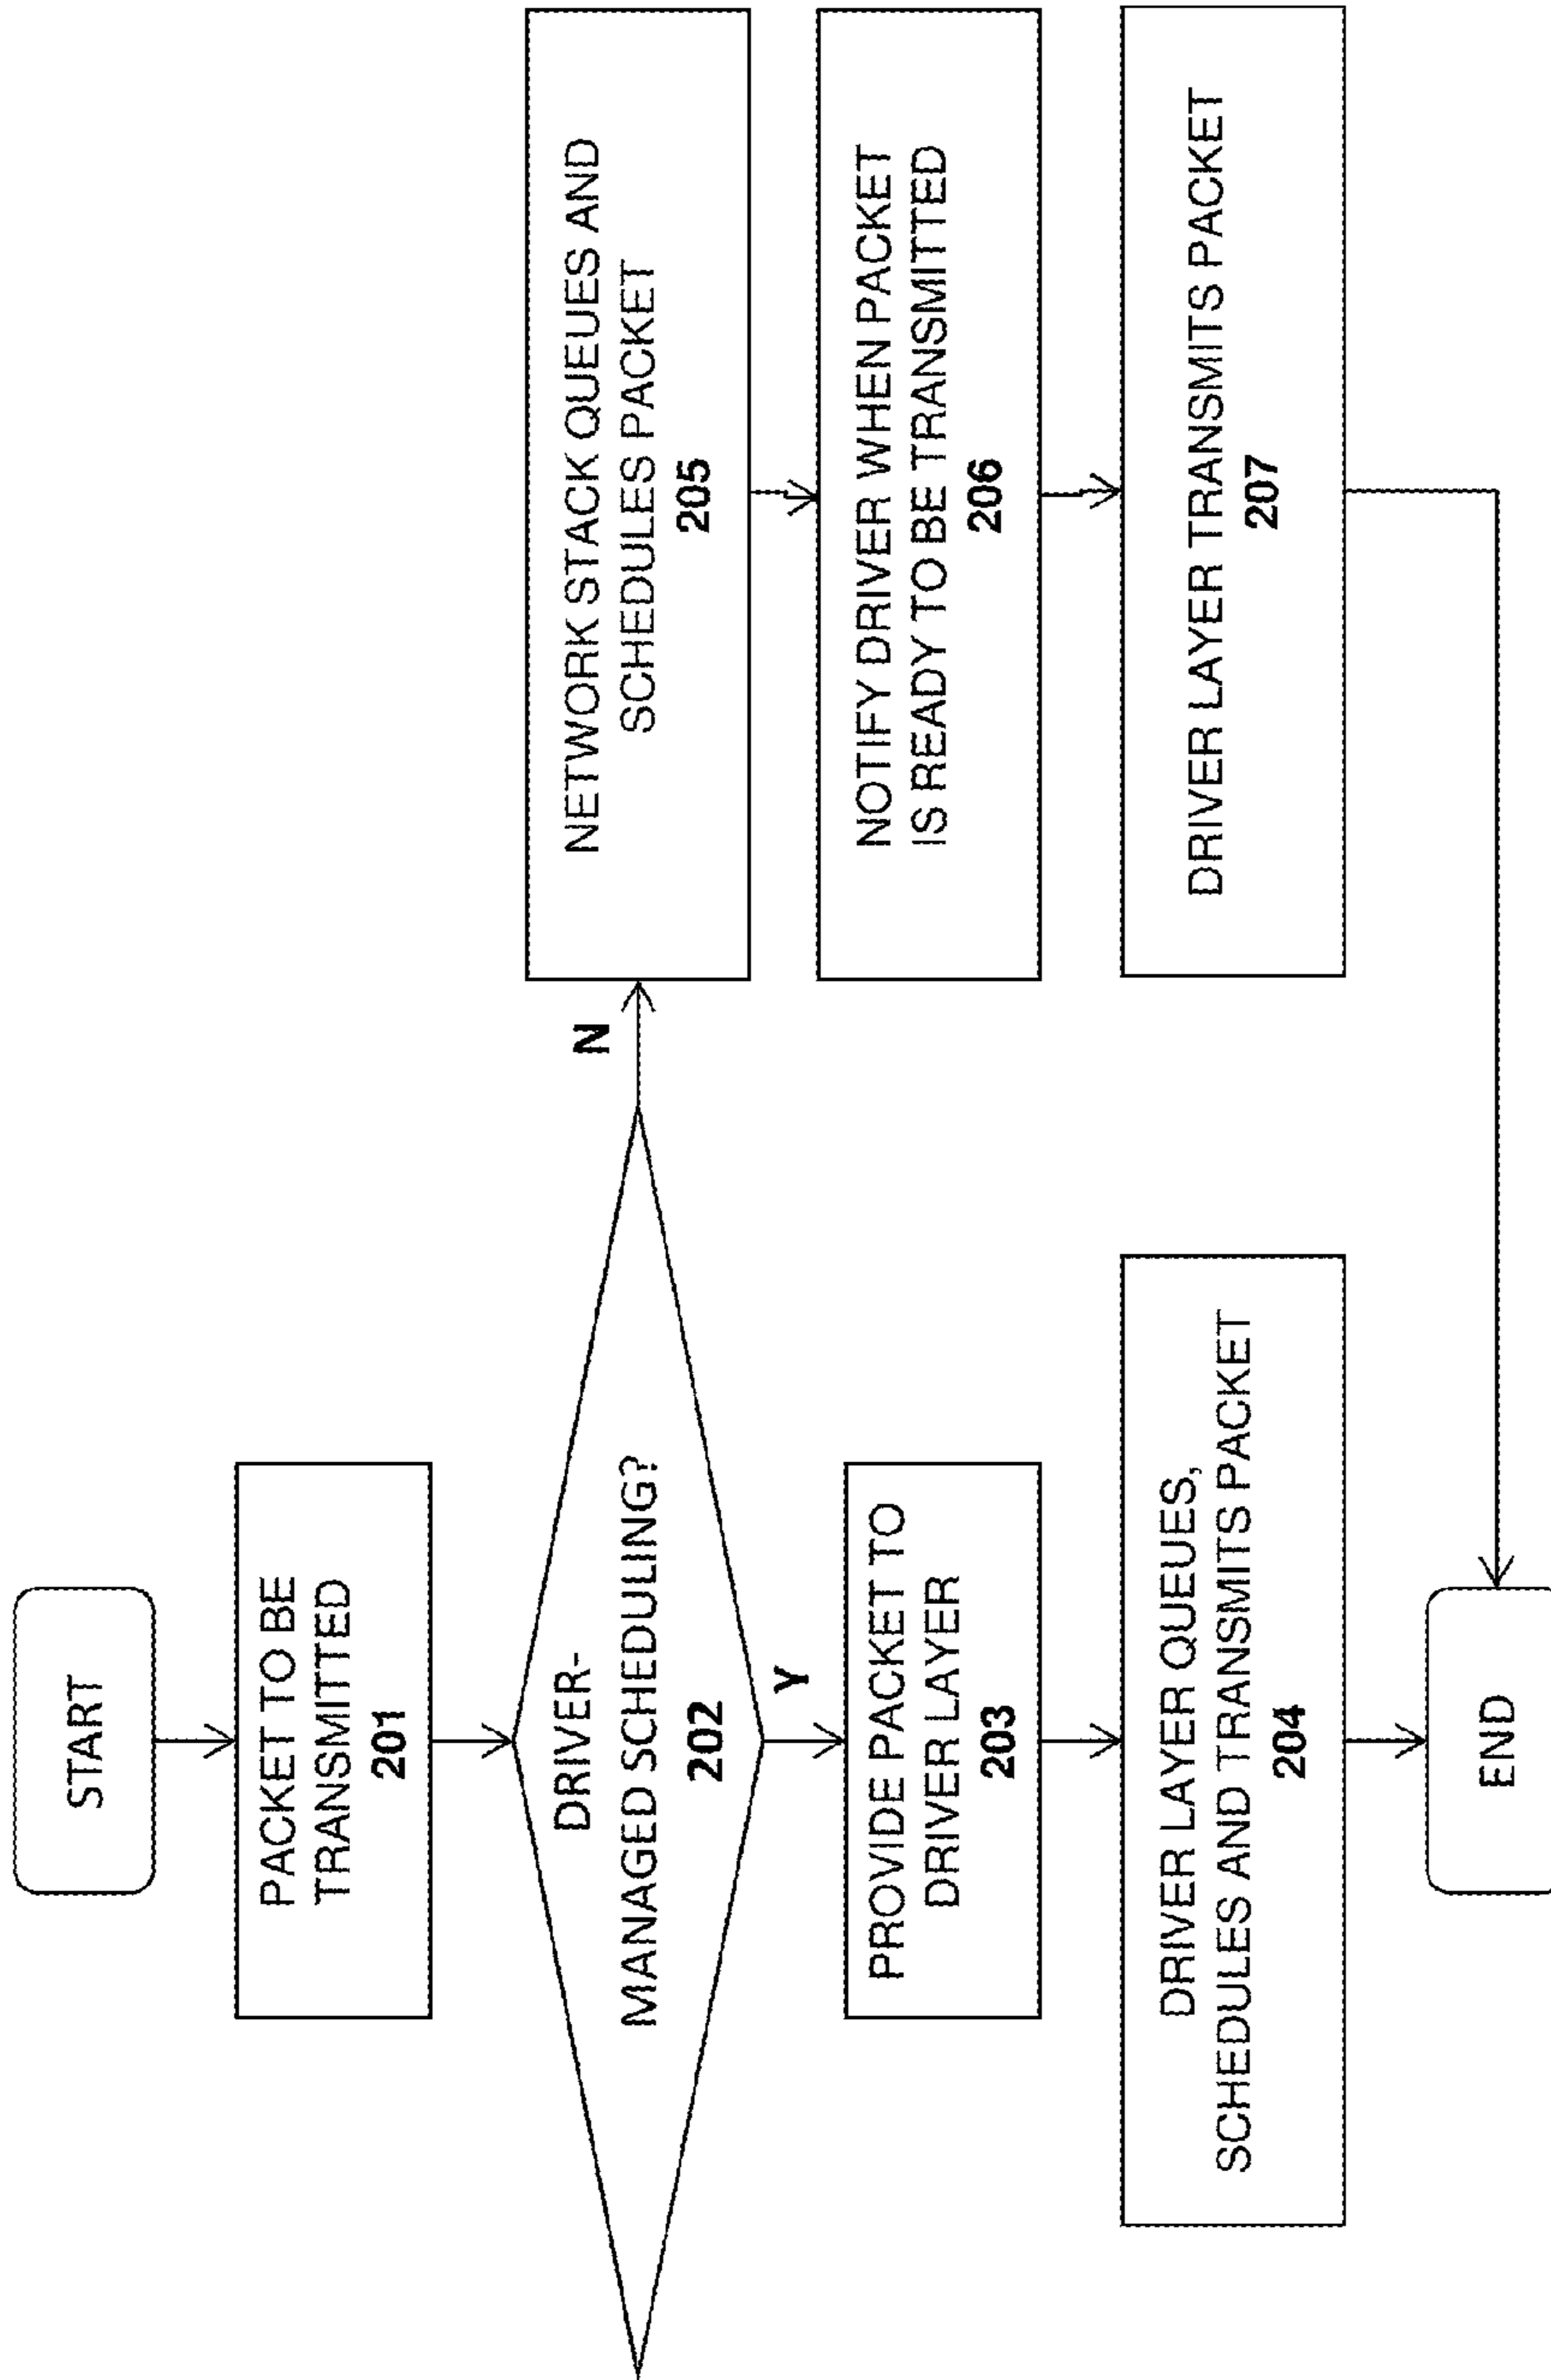 START
PACKET TO BE
TRANSMITTED
201
DRIVER-
MANAGED SCHEDULING?
202
N
Y
PROVIDE PACKET TO
DRIVER LAYER
203
DRIVER LAYER QUEUES,
SCHEDULES AND TRANSMITS PACKET
204
NETWORK STACK QUEUES AND
SCHEDULES PACKET
205
NOTIFY DRIVER WHEN PACKET
IS READY TO BE TRANSMITTED
206
DRIVER LAYER TRANSMITS PACKET
207
END